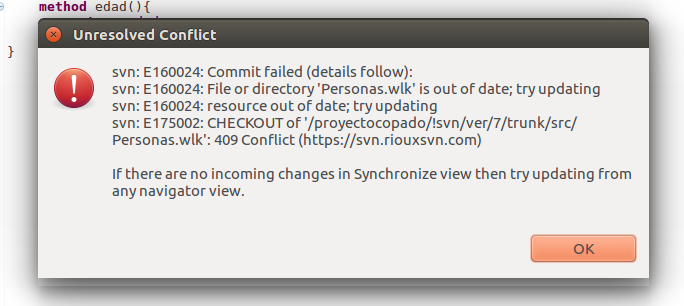 method edad(){
Unresolved Conflict
}
svn: E160024: Commit failed (details follow):
svn: E160024: File or directory 'Personas.wlk' is out of date; try updating
svn: E160024: resource out of date; try updating
svn: E175002: CHECKOUT of '/proyectocopado/!svn/ver/7/trunk/src/
Personas.wlk': 409 Conflict (https://svn.riouxsvn.com)
If there are no incoming changes in Synchronize view then try updating from
any navigator view.
OK